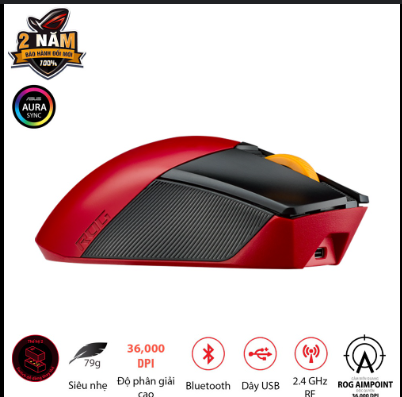 2 NĂM
BẢO HÀNH ĐỔI MỚI
100%
ASUS
AURA
SYNC
ROG
36,000
DPI
79g
Siêu nhẹ
Độ phân giải
cao
Bluetooth
Dây USB
2.4 GHz
RF
ROG AIMPOINT
36,000 DPI